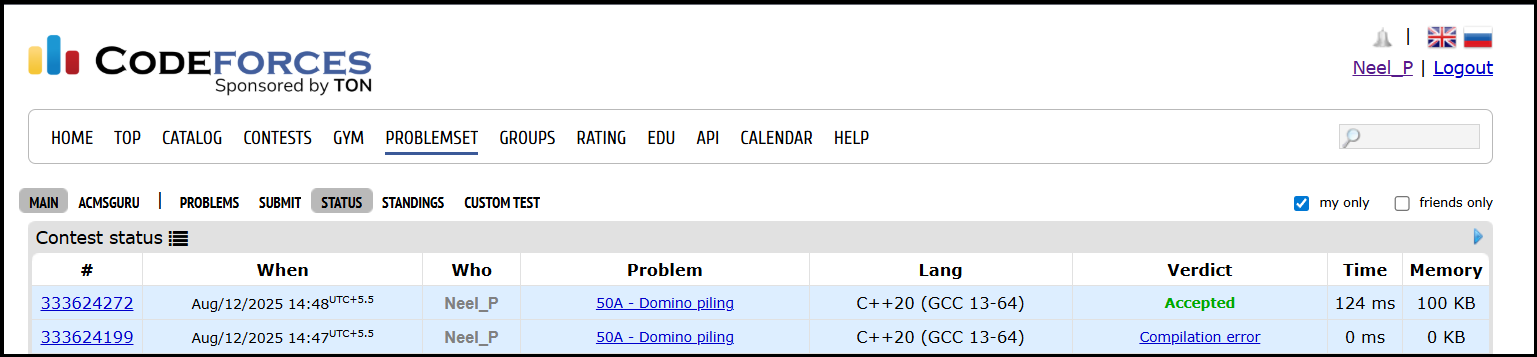 CODEFORCES
Sponsored by TON
|
Neel_P | Logout
HOME TOP CATALOG CONTESTS GYM PROBLEMSET GROUPS RATING EDU API CALENDAR HELP
MAIN ACMSGURU | PROBLEMS SUBMIT STATUS STANDINGS CUSTOM TEST my only friends only
Contest status
# When Who Problem Lang Verdict Time Memory
333624272 Aug/12/2025 14:48UTC+5.5 Neel_P 50A - Domino piling C++20 (GCC 13-64) Accepted 124 ms 100 KB
333624199 Aug/12/2025 14:47UTC+5.5 Neel_P 50A - Domino piling C++20 (GCC 13-64) Compilation error 0 ms 0 KB